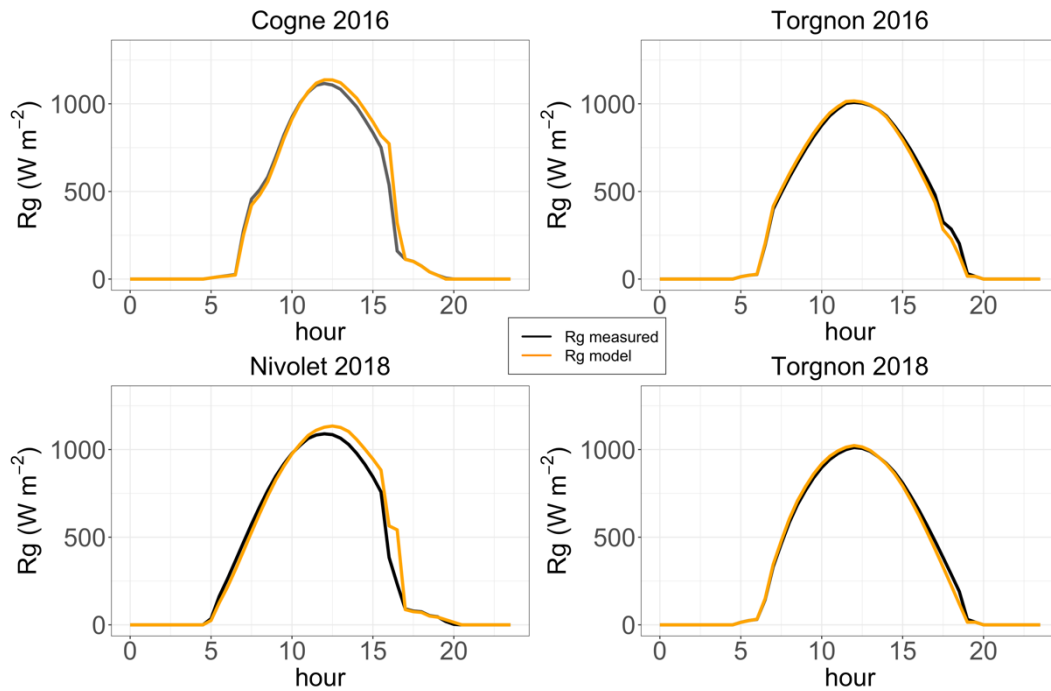 Cogne 2016
Torgnon 2016
Rg (W m⁻²)
1000
500
0
0 5 10 15 20
hour
Rg (W m⁻²)
1000
500
0
0 5 10 15 20
hour
Rg measured
Rg model
Nivolet 2018
Torgnon 2018
Rg (W m⁻²)
1000
500
0
0 5 10 15 20
hour
Rg (W m⁻²)
1000
500
0
0 5 10 15 20
hour